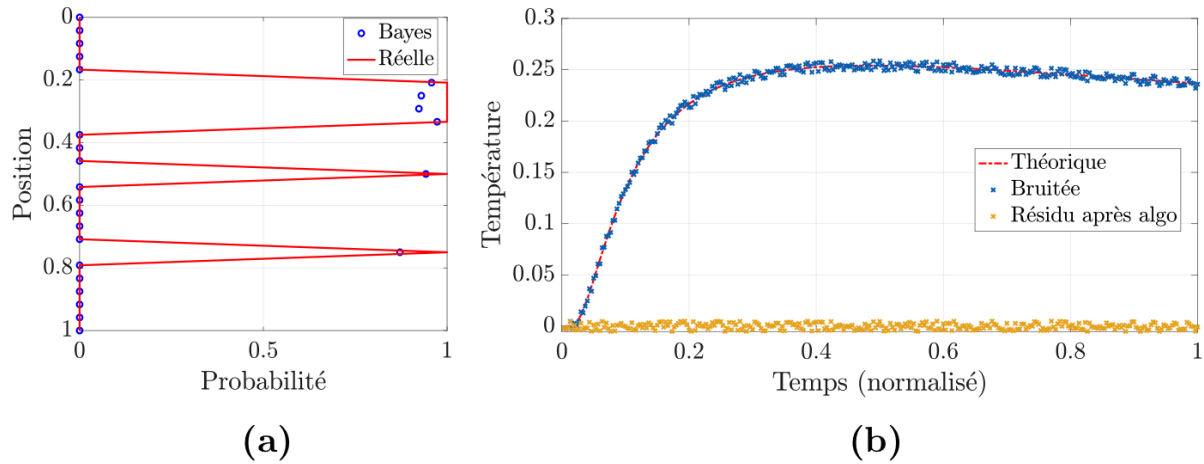 0
0.2
0.4
0.6
0.8
1
Position
Bayes
Réelle
0 0.5 1
Probabilité
(a)
0.3
0.25
0.2
0.15
0.1
0.05
0
Température
Théorique
Bruitée
Résidu après algo
0 0.2 0.4 0.6 0.8 1
Temps (normalisé)
(b)